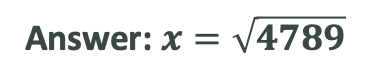 Answer: x = √4789